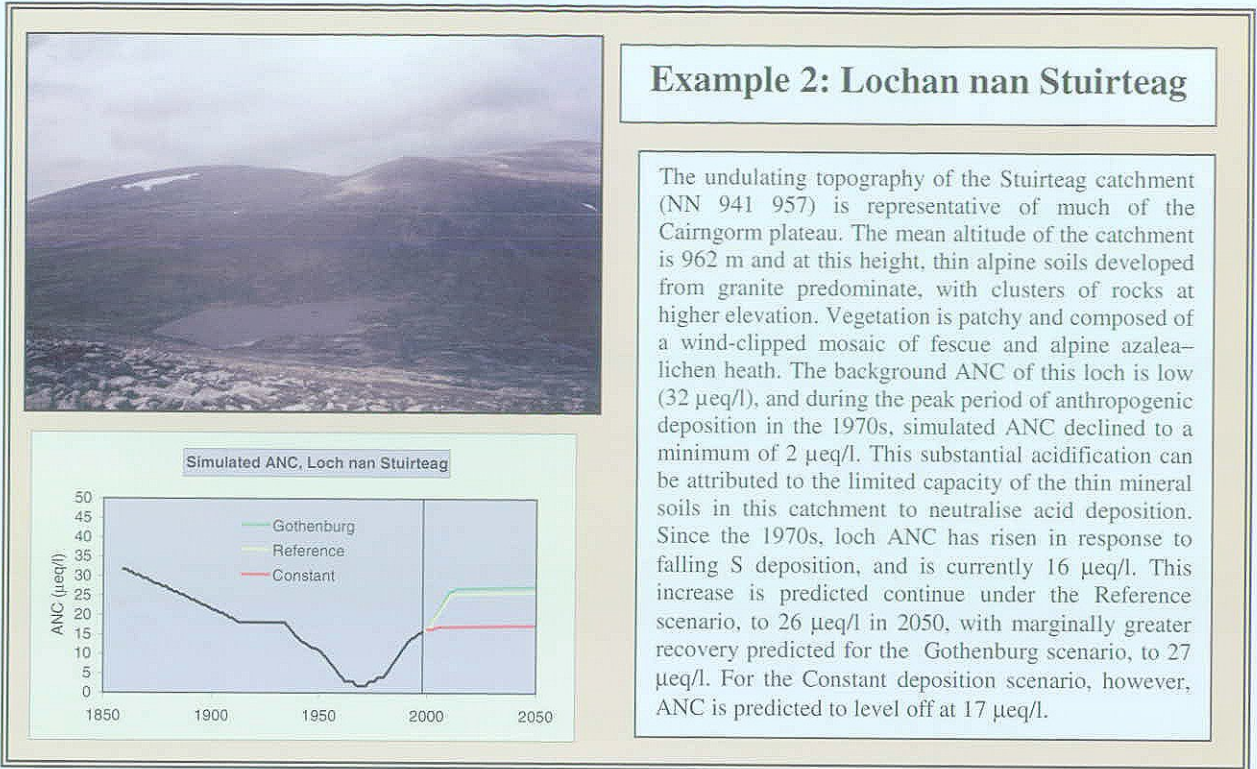 Example 2: Lochan nan Stuirteag
The undulating topography of the Stuirteag catchment
(NN 941 957) is representative of much of the
Cairngorm plateau. The mean altitude of the catchment
is 962 m and at this height, thin alpine soils developed
from granite predominate, with clusters of rocks at
higher elevation. Vegetation is patchy and composed of
a wind-clipped mosaic of fescue and alpine azalea–
lichen heath. The background ANC of this loch is low
(32 μeq/l), and during the peak period of anthropogenic
deposition in the 1970s, simulated ANC declined to a
minimum of 2 μeq/l. This substantial acidification can
be attributed to the limited capacity of the thin mineral
soils in this catchment to neutralise acid deposition.
Since the 1970s, loch ANC has risen in response to
falling S deposition, and is currently 16 μeq/l. This
increase is predicted continue under the Reference
scenario, to 26 μeq/l in 2050, with marginally greater
recovery predicted for the Gothenburg scenario, to 27
μeq/l. For the Constant deposition scenario, however,
ANC is predicted to level off at 17 μeq/l.
Simulated ANC, Loch nan Stuirteag
ANC (μeq/l)
50
45
40
35
30
25
20
15
10
5
0
Gothenburg
Reference
Constant
1850 1900 1950 2000 2050